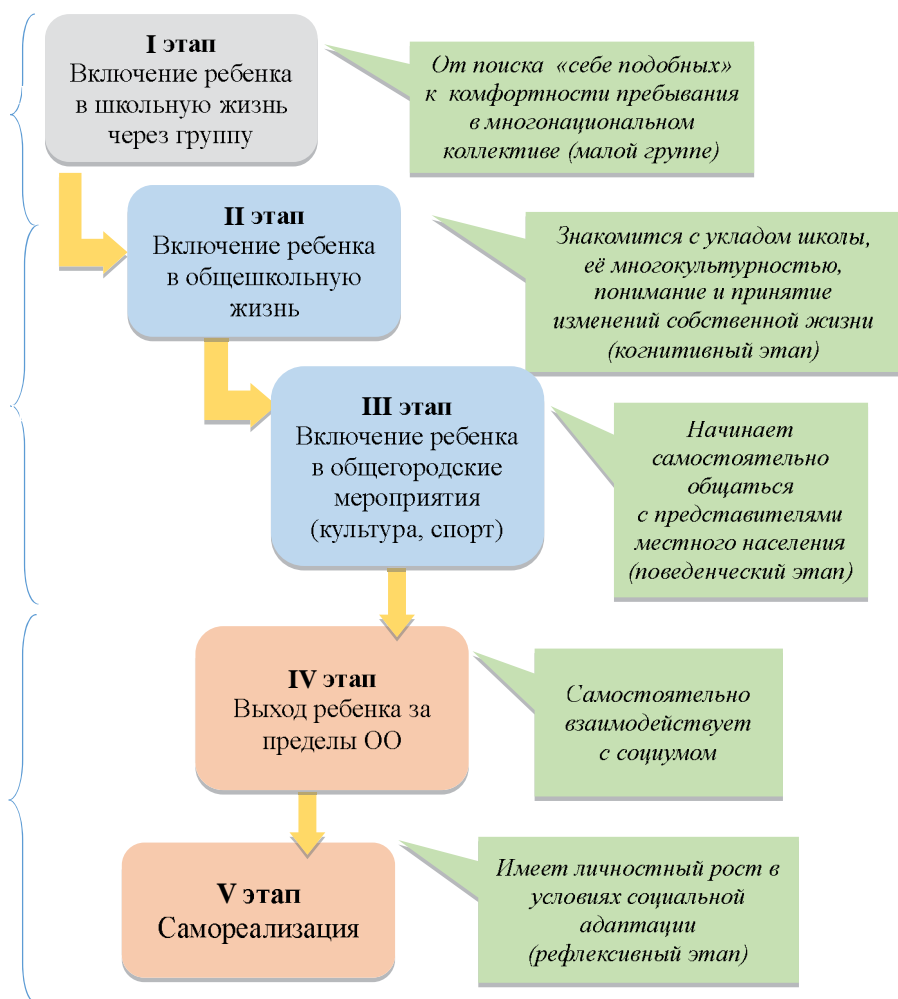 I этап
Включение ребенка
в школьную жизнь
через группу
От поиска «себе подобных»
к комфортности пребывания
в многонациональном
коллективе (малой группе)
II этап
Включение ребенка
в общешкольную
жизнь
Знакомится с укладом школы,
её многокультурностью,
понимание и принятие
изменений собственной жизни
(когнитивный этап)
III этап
Включение ребенка
в общегородские
мероприятия
(культура, спорт)
Начинает
самостоятельно
общаться
с представителями
местного населения
(поведенческий этап)
IV этап
Выход ребенка за
пределы ОО
Самостоятельно
взаимодействует
с социумом
V этап
Самореализация
Имеет личностный рост в
условиях социальной
адаптации
(рефлексивный этап)